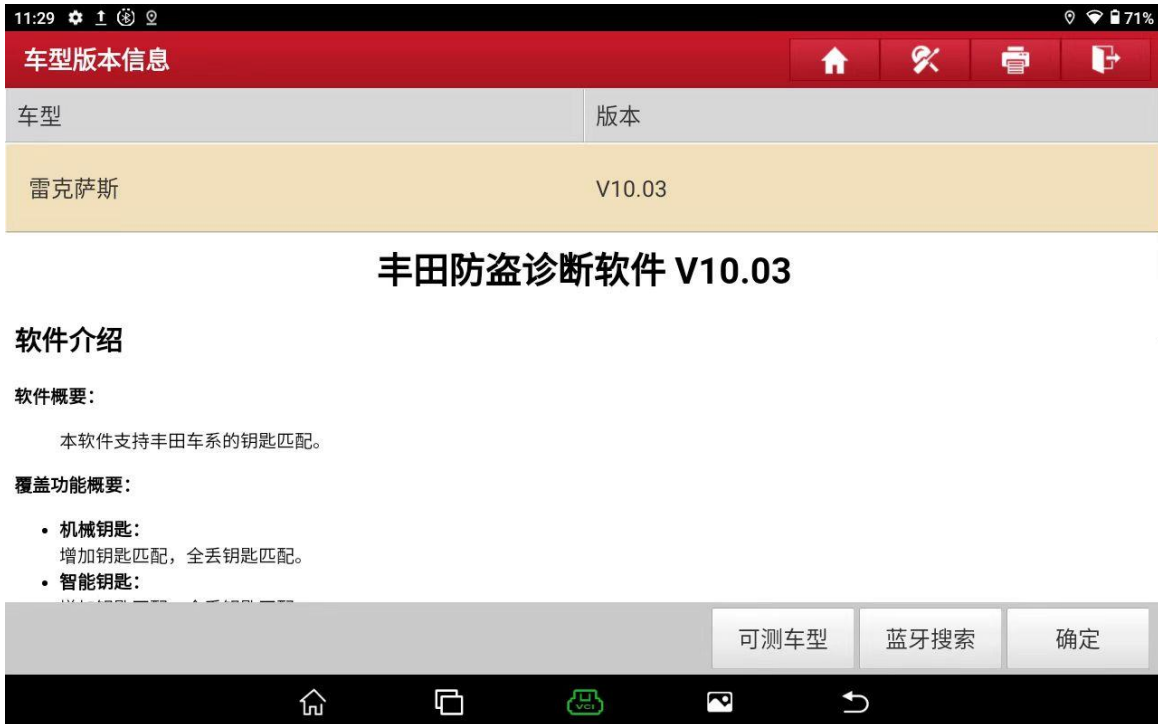 11:29 71%
车型版本信息
车型 版本
雷克萨斯 V10.03
丰田防盗诊断软件 V10.03
软件介绍
软件概要：
本软件支持丰田车系的钥匙匹配。
覆盖功能概要：
• 机械钥匙：
增加钥匙匹配，全丢钥匙匹配。
• 智能钥匙：
可测车型 蓝牙搜索 确定
VCI